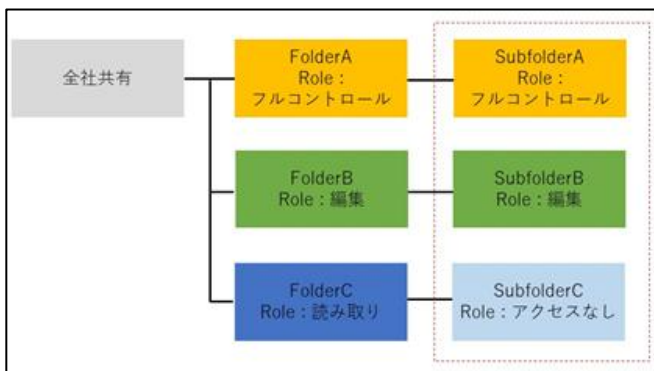 全社共有
FolderA
Role：
フルコントロール
SubfolderA
Role：
フルコントロール
FolderB
Role：編集
SubfolderB
Role：編集
FolderC
Role：読み取り
SubfolderC
Role：アクセスなし